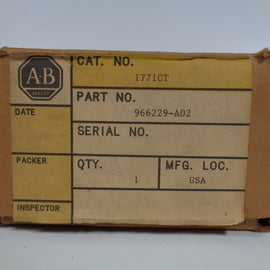 AB
CAT. NO.
1771CT
PART NO.
966229-A02
DATE
SERIAL NO.
PACKER
QTY.
1
MFG. LOC.
USA
INSPECTOR